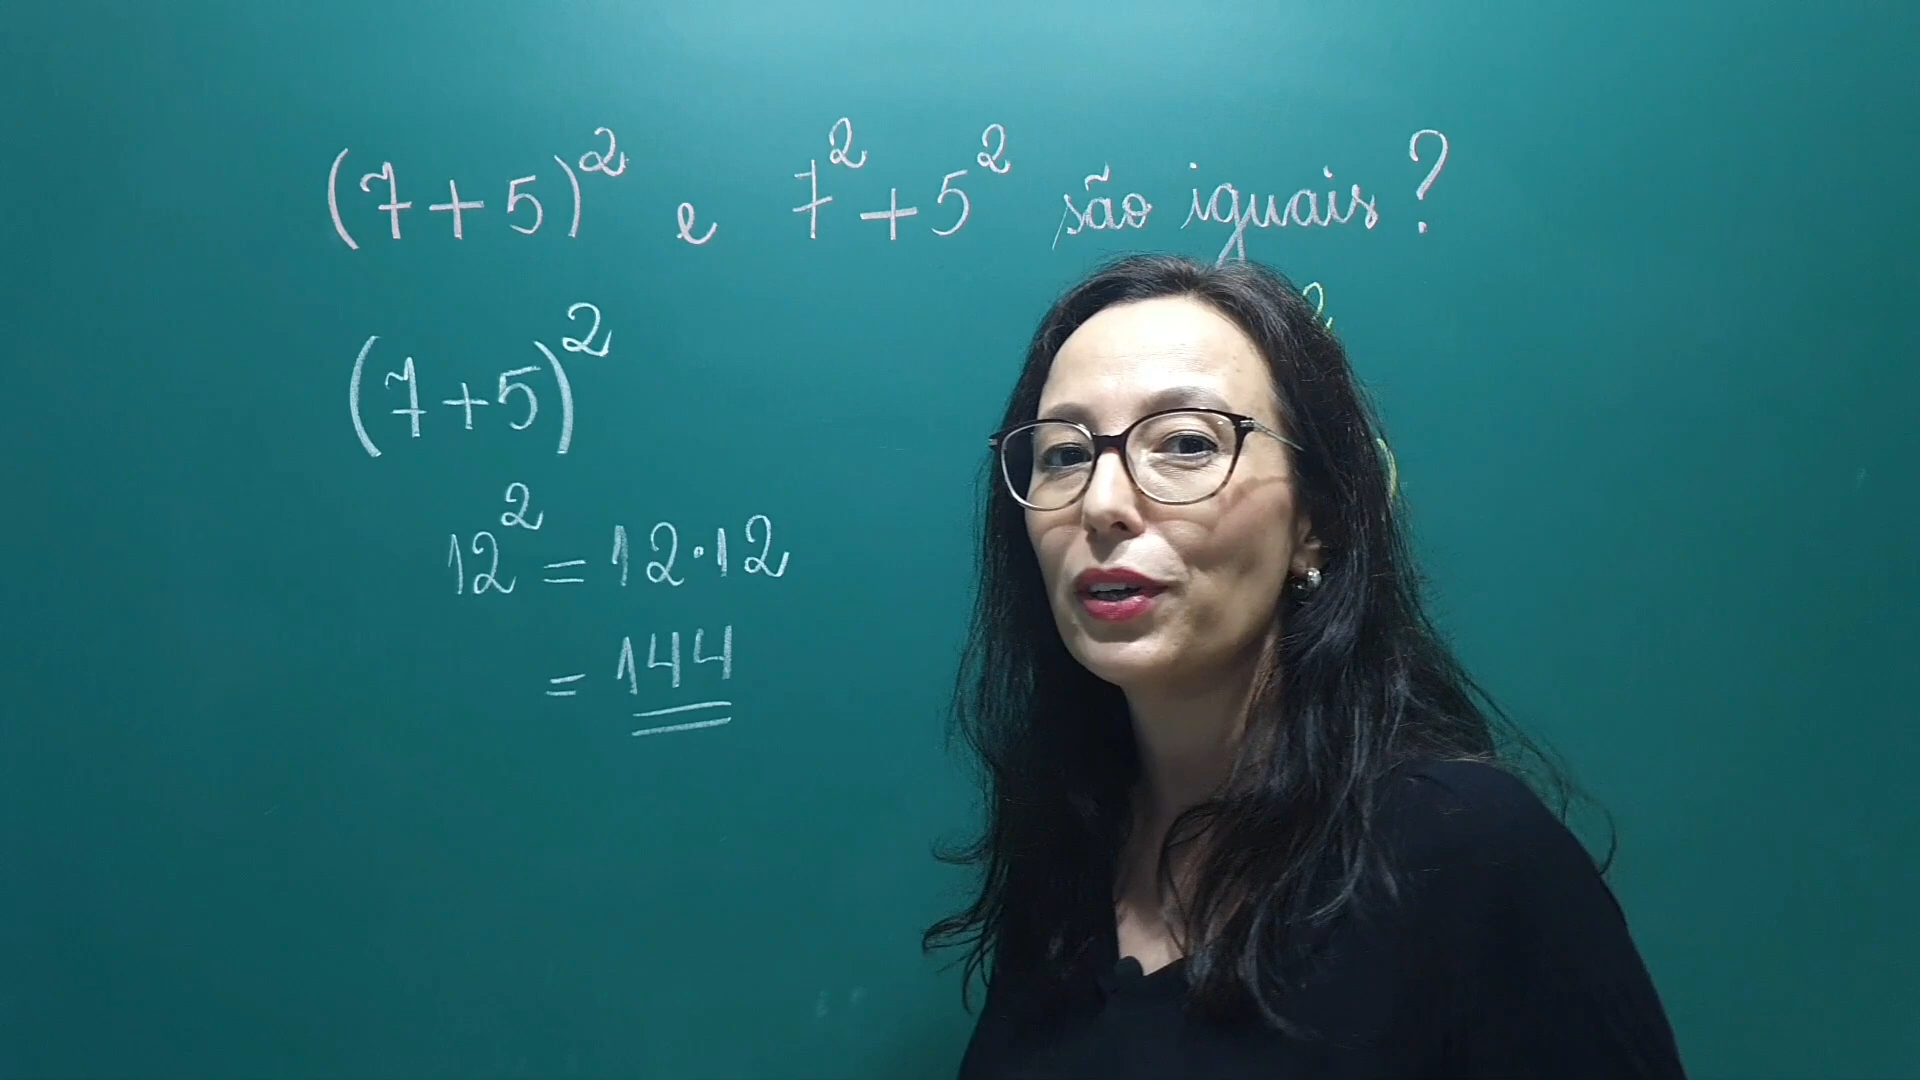 (7+5)² e 7²+5² são iguais?
(7+5)²
12² = 12·12
= 144